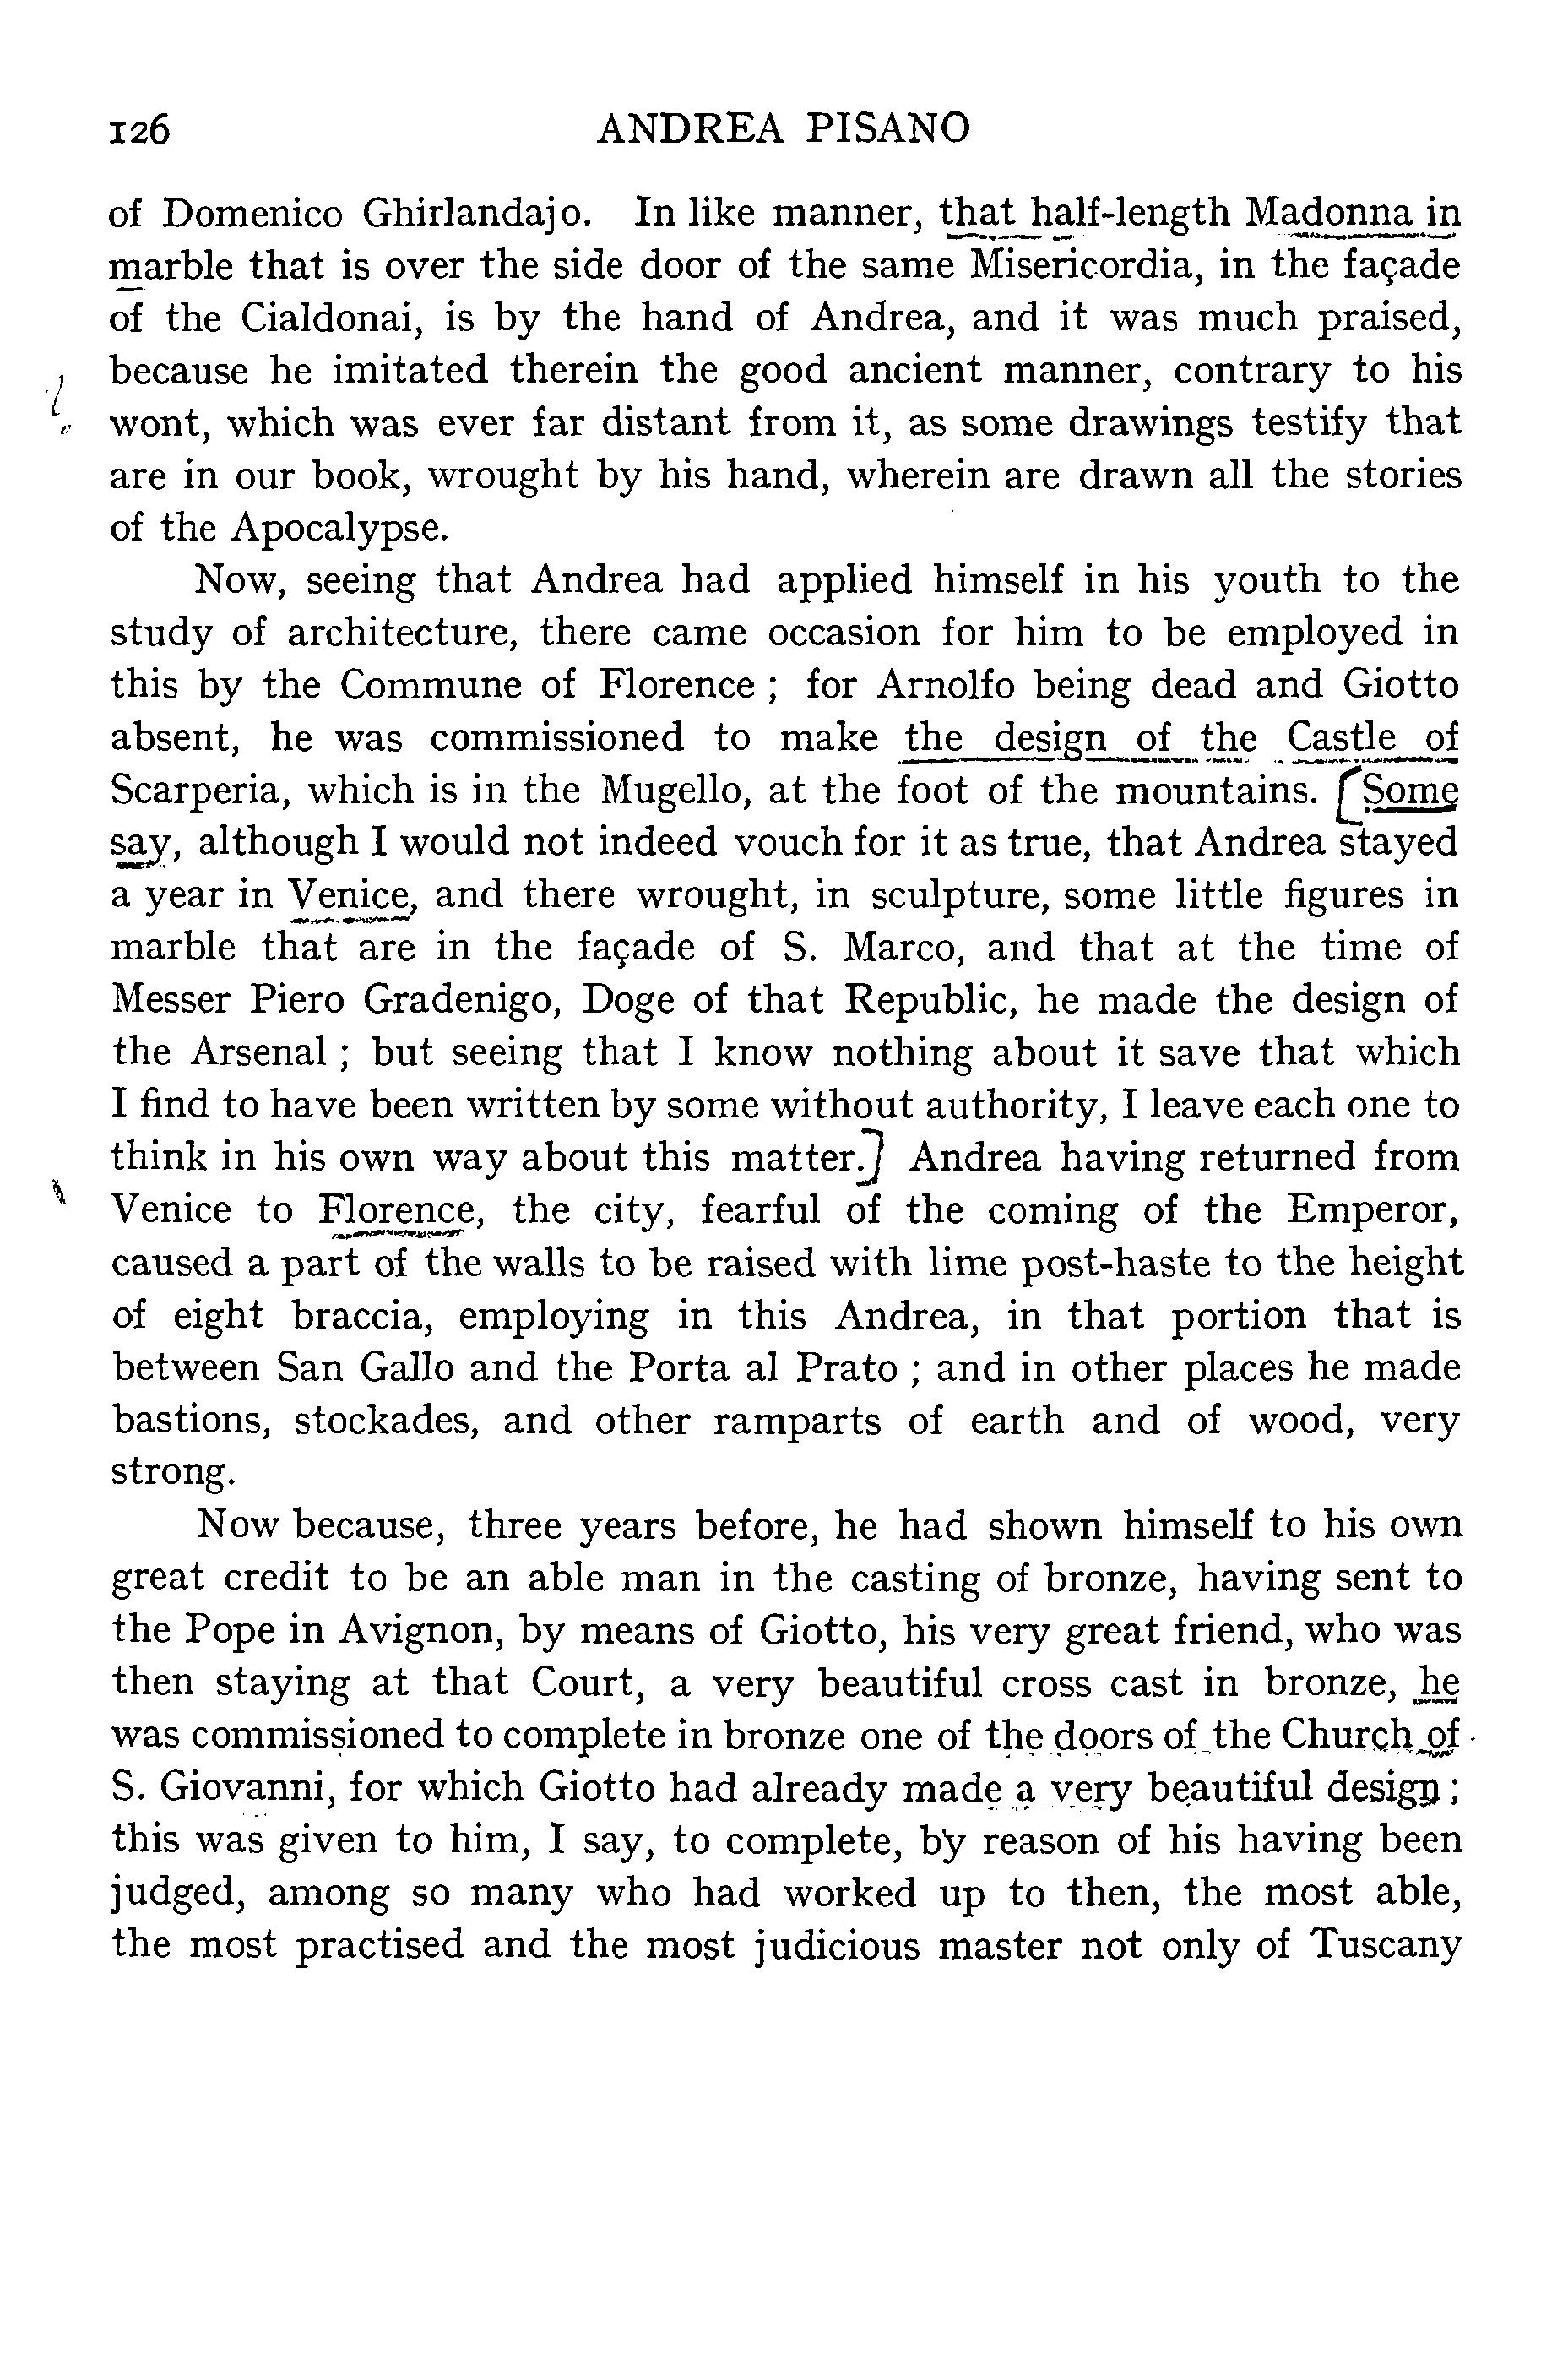 126 ANDREA PISANO
of Domenico Ghirlandajo. In like manner, that half-length Madonna in
marble that is over the side door of the same Misericordia, in the façade
of the Cialdonai, is by the hand of Andrea, and it was much praised,
because he imitated therein the good ancient manner, contrary to his
wont, which was ever far distant from it, as some drawings testify that
are in our book, wrought by his hand, wherein are drawn all the stories
of the Apocalypse.
Now, seeing that Andrea had applied himself in his youth to the
study of architecture, there came occasion for him to be employed in
this by the Commune of Florence ; for Arnolfo being dead and Giotto
absent, he was commissioned to make the design of the Castle of
Scarperia, which is in the Mugello, at the foot of the mountains. [Some
say, although I would not indeed vouch for it as true, that Andrea stayed
a year in Venice, and there wrought, in sculpture, some little figures in
marble that are in the façade of S. Marco, and that at the time of
Messer Piero Gradenigo, Doge of that Republic, he made the design of
the Arsenal ; but seeing that I know nothing about it save that which
I find to have been written by some without authority, I leave each one to
think in his own way about this matter.] Andrea having returned from
Venice to Florence, the city, fearful of the coming of the Emperor,
caused a part of the walls to be raised with lime post-haste to the height
of eight braccia, employing in this Andrea, in that portion that is
between San Gallo and the Porta al Prato ; and in other places he made
bastions, stockades, and other ramparts of earth and of wood, very
strong.
Now because, three years before, he had shown himself to his own
great credit to be an able man in the casting of bronze, having sent to
the Pope in Avignon, by means of Giotto, his very great friend, who was
then staying at that Court, a very beautiful cross cast in bronze, he
was commissioned to complete in bronze one of the doors of the Church of
S. Giovanni, for which Giotto had already made a very beautiful design ;
this was given to him, I say, to complete, by reason of his having been
judged, among so many who had worked up to then, the most able,
the most practised and the most judicious master not only of Tuscany